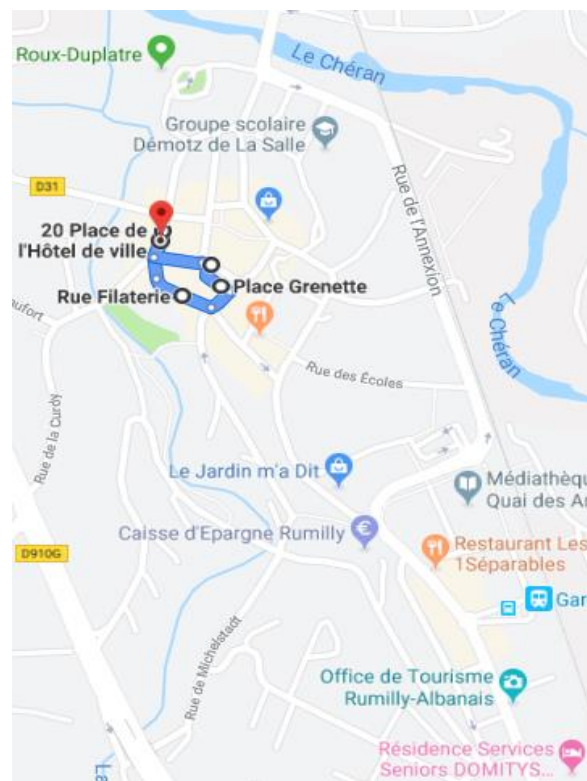 Roux-Duplatre
Le Chéran
Groupe scolaire
Démotz de La Salle
D31
Rue de l'Annexion
20 Place de
l'Hôtel de ville
Place Grenette
Rue Filaterie
Le Chéran
Rue des Écoles
Rue de la Curdy
Le Jardin m'a Dit
Médiathèqu
Quai des Ar
Caisse d'Epargne Rumilly
D910G
Restaurant Les
1Séparables
Gar
Rue de Michelstadt
Office de Tourisme
Rumilly-Albanais
Résidence Services
Seniors DOMITYS...
La